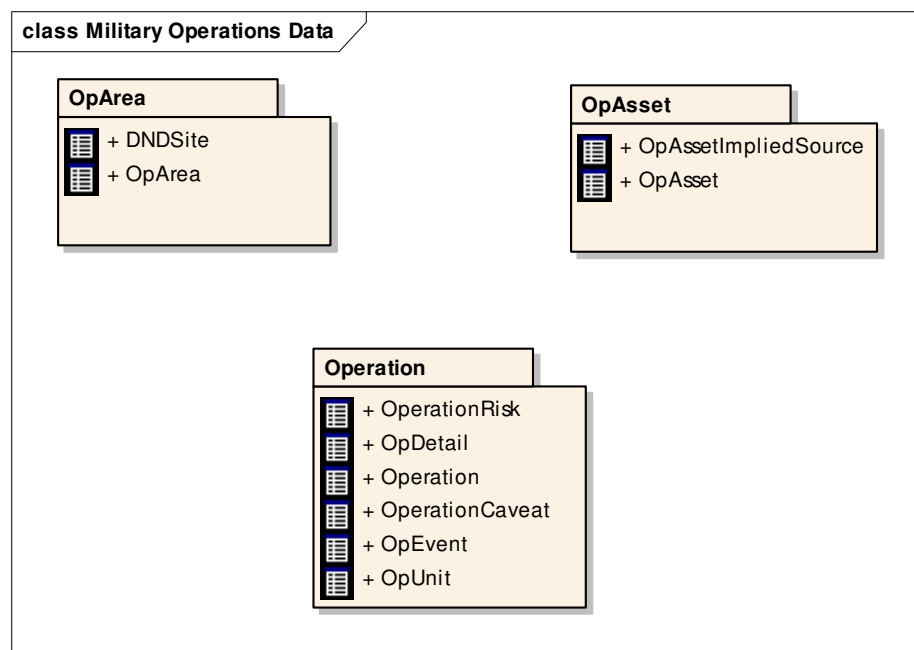 class Military Operations Data
OpArea
+ DNDSite
+ OpArea
OpAsset
+ OpAssetImpliedSource
+ OpAsset
Operation
+ OperationRisk
+ OpDetail
+ Operation
+ OperationCaveat
+ OpEvent
+ OpUnit